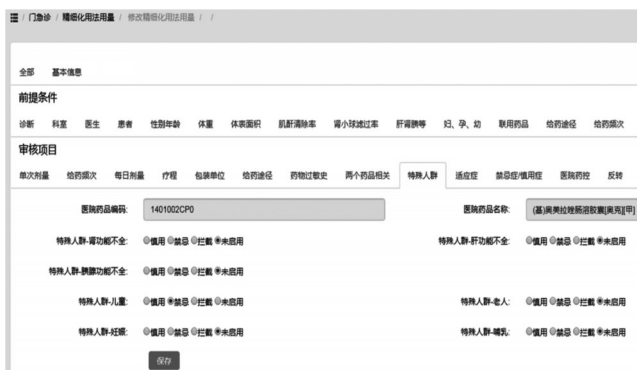 / 门急诊 / 精细化用法用量 / 修改精细化用法用量 / /
全部 基本信息
前提条件
诊断 科室 医生 患者 性别年龄 体重 体表面积 肌酐清除率 肾小球滤过率 肝肾胰等 妇、孕、幼 联用药品 给药途径 给药频次
审核项目
单次剂量 给药频次 每日剂量 疗程 包装单位 给药途径 药物过敏史 两个药品相关 特殊人群 适应症 禁忌症/慎用症 医院药控 反转
医院药品编码: 1401002CP0 医院药品名称: (基)奥美拉唑肠溶胶囊[奥克][甲]
特殊人群-肾功能不全: 慎用 禁忌 拦截 未启用 特殊人群-肝功能不全: 慎用 禁忌 拦截 未启用
特殊人群-胰腺功能不全: 慎用 禁忌 拦截 未启用
特殊人群-儿童: 慎用 禁忌 拦截 未启用 特殊人群-老人: 慎用 禁忌 拦截 未启用
特殊人群-妊娠: 慎用 禁忌 拦截 未启用 特殊人群-哺乳: 慎用 禁忌 拦截 未启用
保存